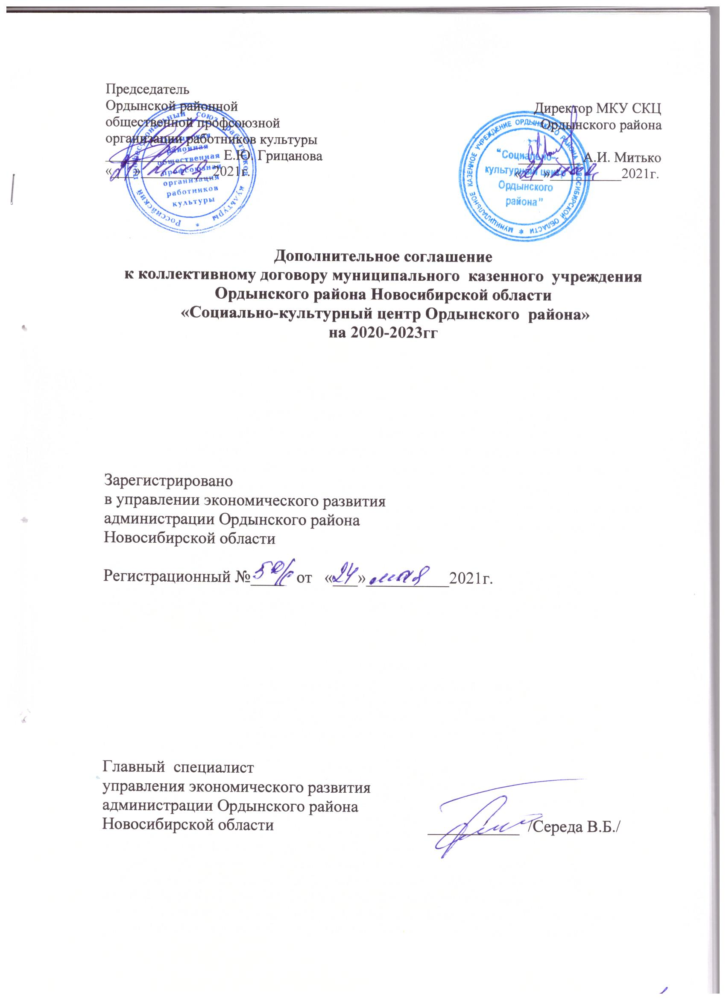 Председатель
Ордынской районной
общественной профсоюзной
организации работников культуры
Е.Ю. Грицанова
«21» мая 2021г.
Российский профессиональный союз работников культуры *
районная
общественная
профсоюзная
организация
работников
культуры
Директор МКУ СКЦ
Ордынского района
А.И. Митько
«21» 2021г.
МУНИЦИПАЛЬНОЕ КАЗЕННОЕ УЧРЕЖДЕНИЕ ОРДЫНСКОГО РАЙОНА НОВОСИБИРСКОЙ ОБЛАСТИ *
“Социально-
культурный центр
Ордынского
района”
Дополнительное соглашение
к коллективному договору муниципального казенного учреждения
Ордынского района Новосибирской области
«Социально-культурный центр Ордынского района»
на 2020-2023гг
Зарегистрировано
в управлении экономического развития
администрации Ордынского района
Новосибирской области
Регистрационный № от «24» мая 2021г.
Главный специалист
управления экономического развития
администрации Ордынского района
Новосибирской области /Середа В.Б./